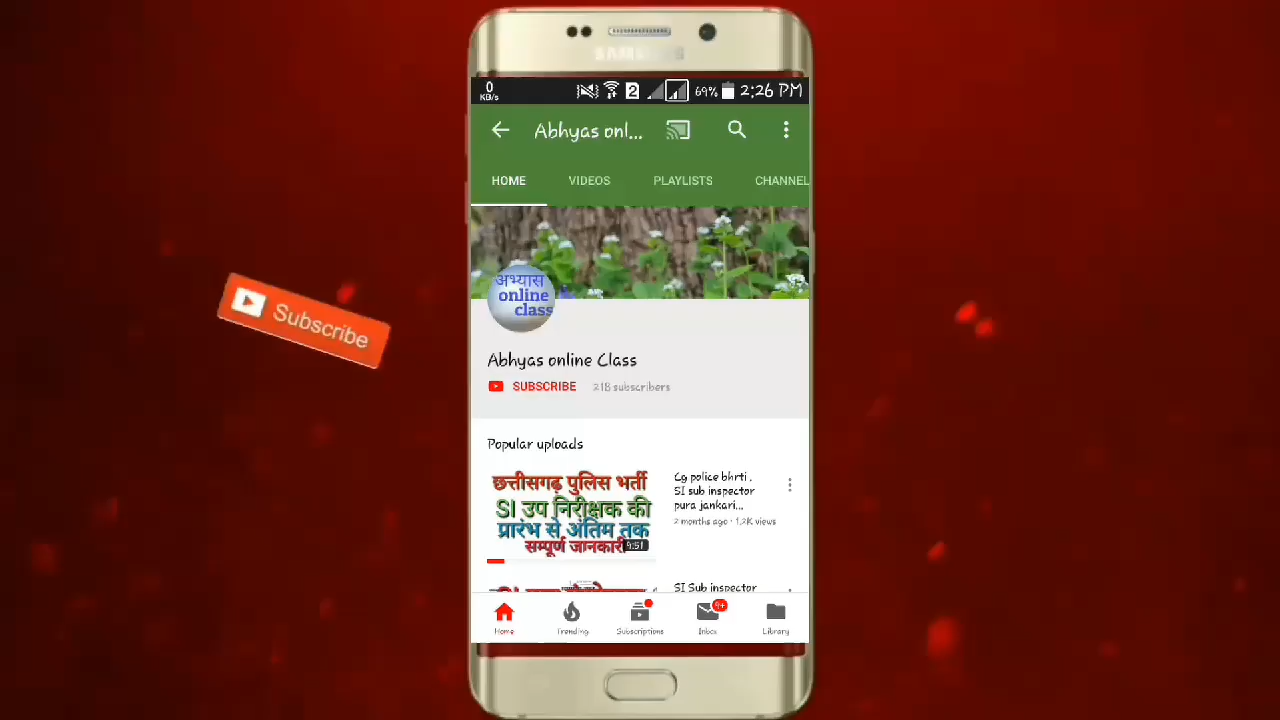 SAMSUNG
0
KB/s
2
69%
2:26 PM
Abhyas onl...
HOME
VIDEOS
PLAYLISTS
CHANNEL
अभ्यास
online
class
Subscribe
Abhyas online Class
SUBSCRIBE
218 subscribers
Popular uploads
छत्तीसगढ़ पुलिस भर्ती
SI उप निरीक्षक की
प्रारंभ से अंतिम तक
सम्पूर्ण जानकारी
9:51
Cg police bhrti ,
SI sub inspector
pura jankari...
2 months ago · 1.2K views
SI Sub inspector
Home
Trending
Subscriptions
9+
Inbox
Library